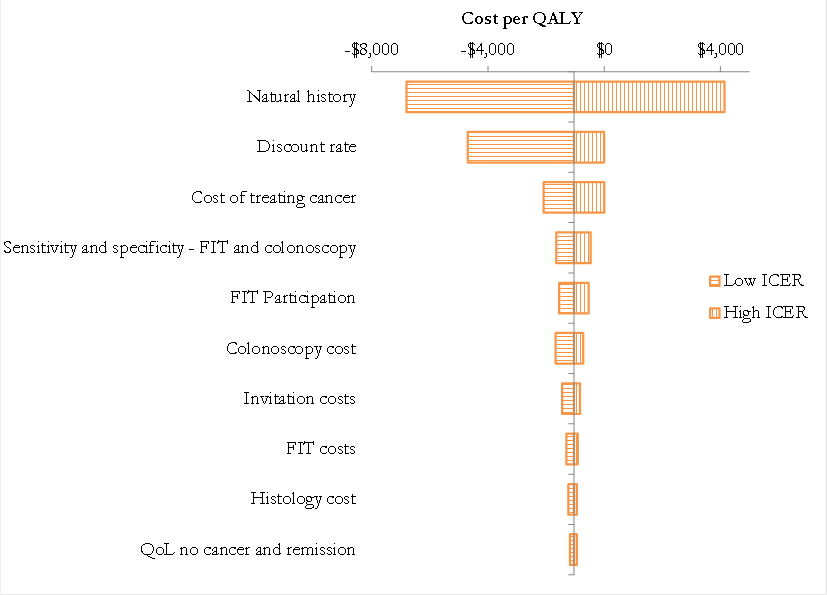 Cost per QALY
-$8,000 -$4,000 $0 $4,000
Natural history
Discount rate
Cost of treating cancer
Sensitivity and specificity - FIT and colonoscopy
FIT Participation
Colonoscopy cost
Invitation costs
FIT costs
Histology cost
QoL no cancer and remission
Low ICER
High ICER